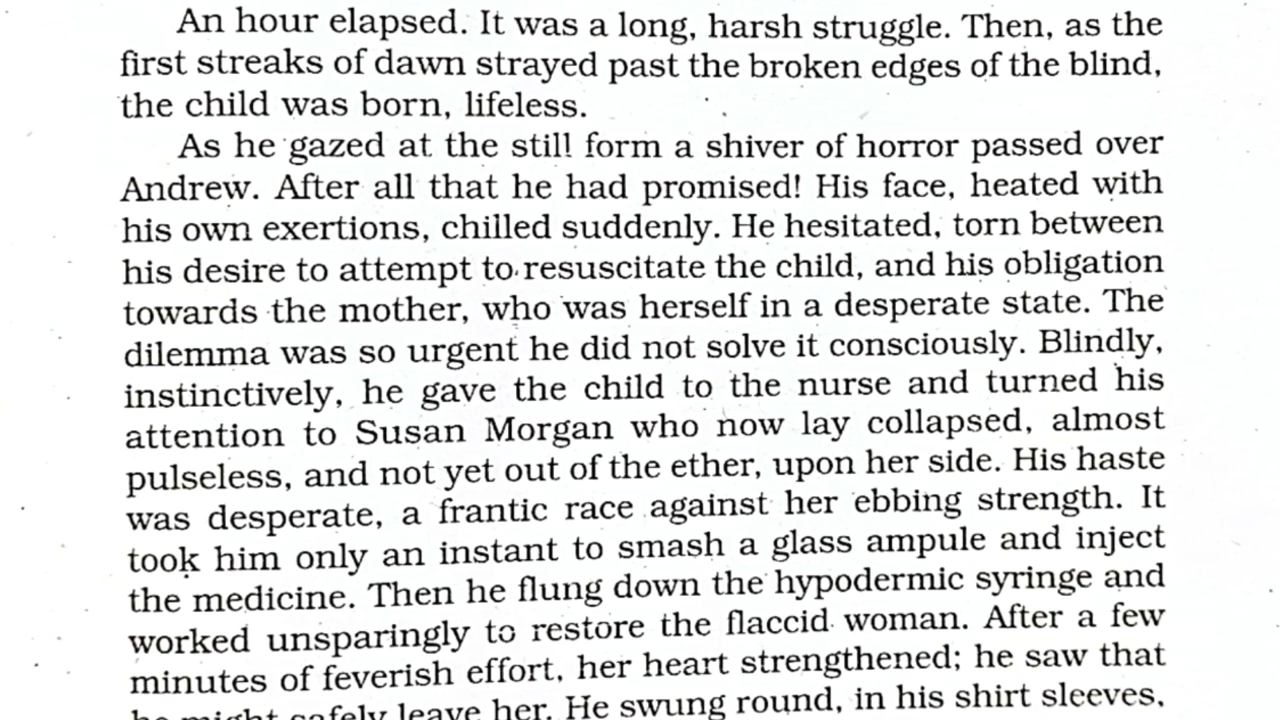 An hour elapsed. It was a long, harsh struggle. Then, as the
first streaks of dawn strayed past the broken edges of the blind,
the child was born, lifeless.
As he gazed at the still form a shiver of horror passed over
Andrew. After all that he had promised! His face, heated with
his own exertions, chilled suddenly. He hesitated, torn between
his desire to attempt to resuscitate the child, and his obligation
towards the mother, who was herself in a desperate state. The
dilemma was so urgent he did not solve it consciously. Blindly,
instinctively, he gave the child to the nurse and turned his
attention to Susan Morgan who now lay collapsed, almost
pulseless, and not yet out of the ether, upon her side. His haste
was desperate, a frantic race against her ebbing strength. It
took him only an instant to smash a glass ampule and inject
the medicine. Then he flung down the hypodermic syringe and
worked unsparingly to restore the flaccid woman. After a few
minutes of feverish effort, her heart strengthened; he saw that
he might safely leave her. He swung round, in his shirt sleeves,